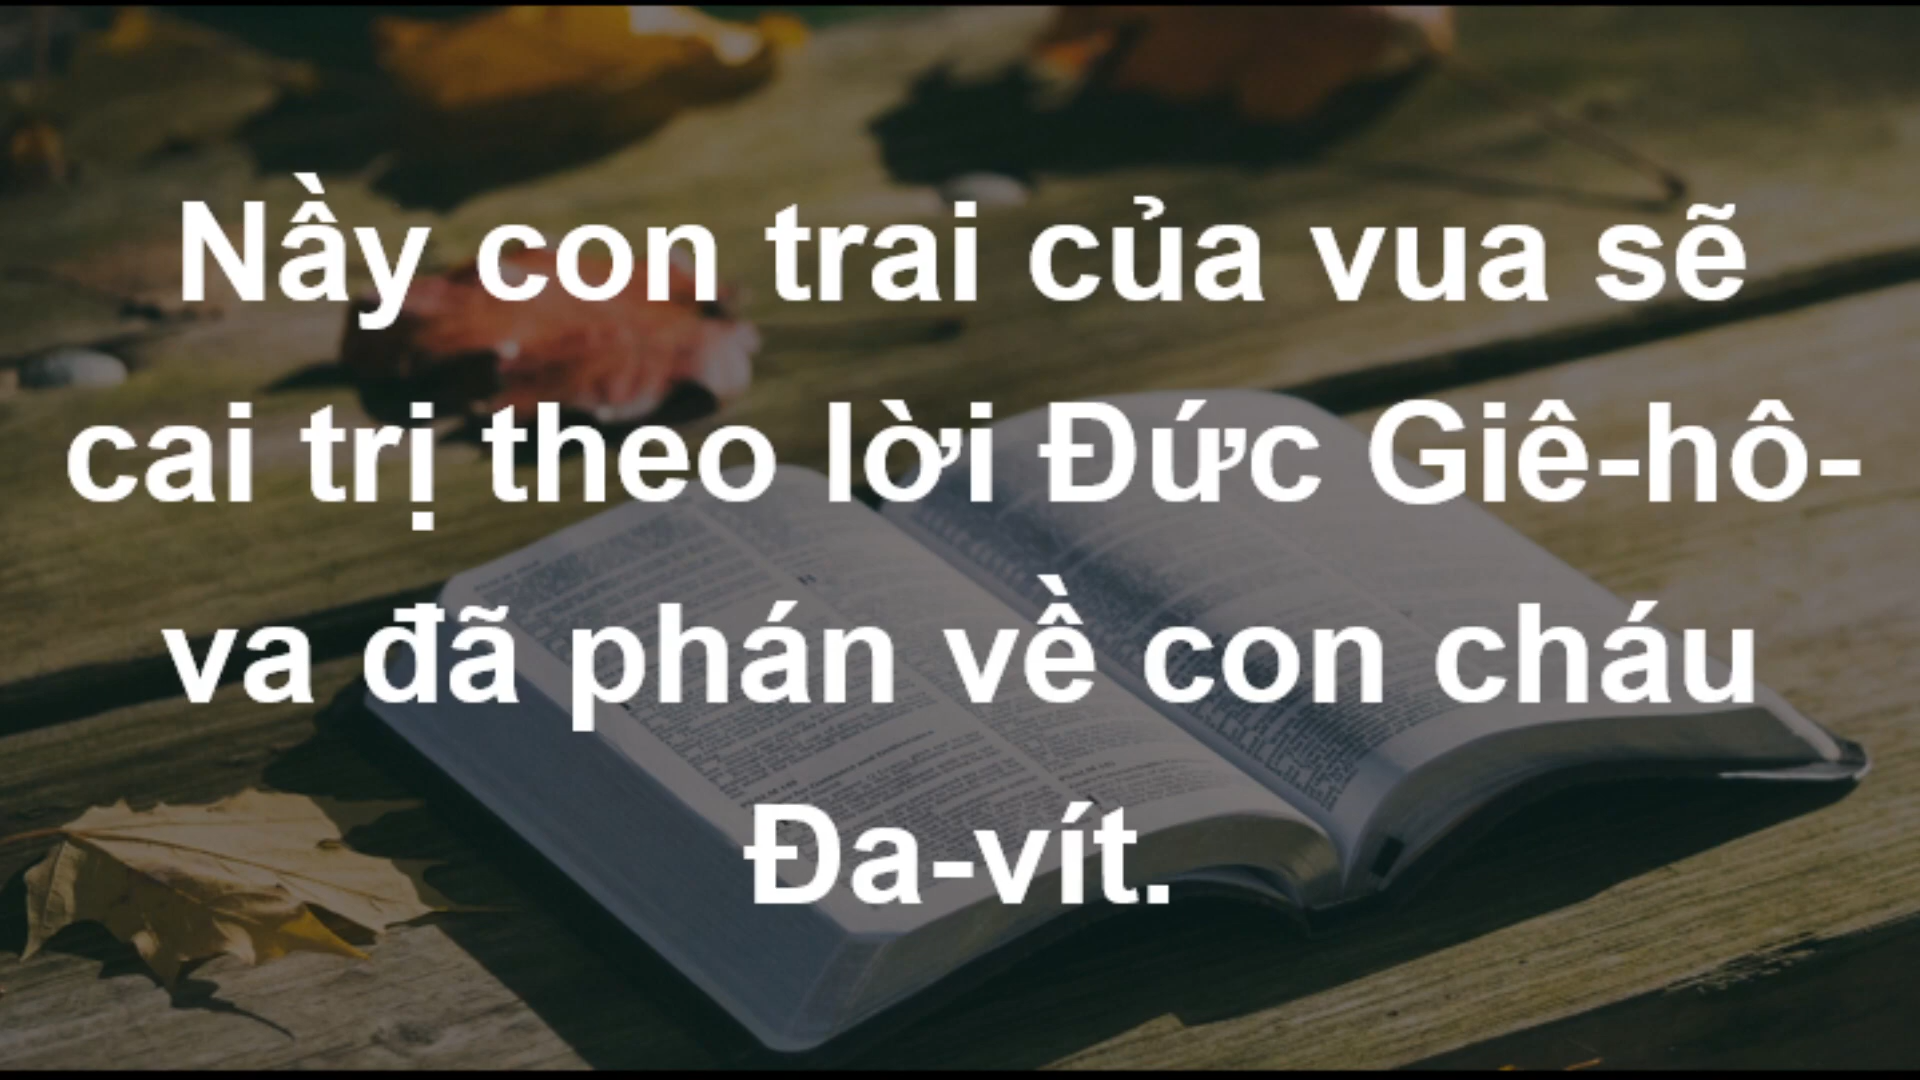 Nầy con trai của vua sẽ
cai trị theo lời Đức Giê-hô-
va đã phán về con cháu
Đa-vít.